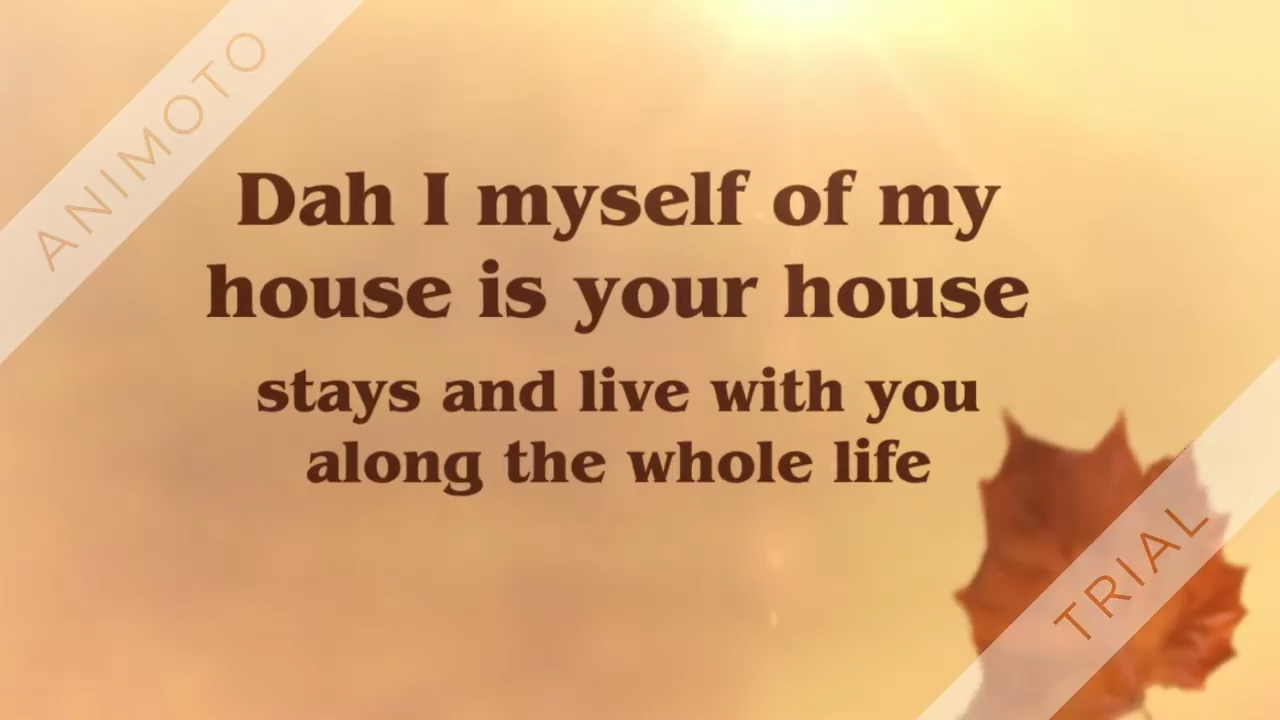 ANIMOTO
Dah I myself of my
house is your house
stays and live with you
along the whole life
TRIAL